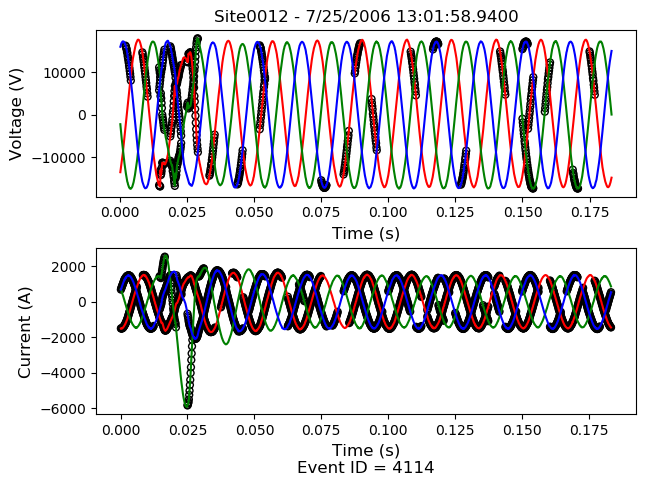 Site0012 - 7/25/2006 13:01:58.9400
Voltage (V)
10000
0
−10000
0.000 0.025 0.050 0.075 0.100 0.125 0.150 0.175
Time (s)
Current (A)
2000
0
−2000
−4000
−6000
0.000 0.025 0.050 0.075 0.100 0.125 0.150 0.175
Time (s)
Event ID = 4114